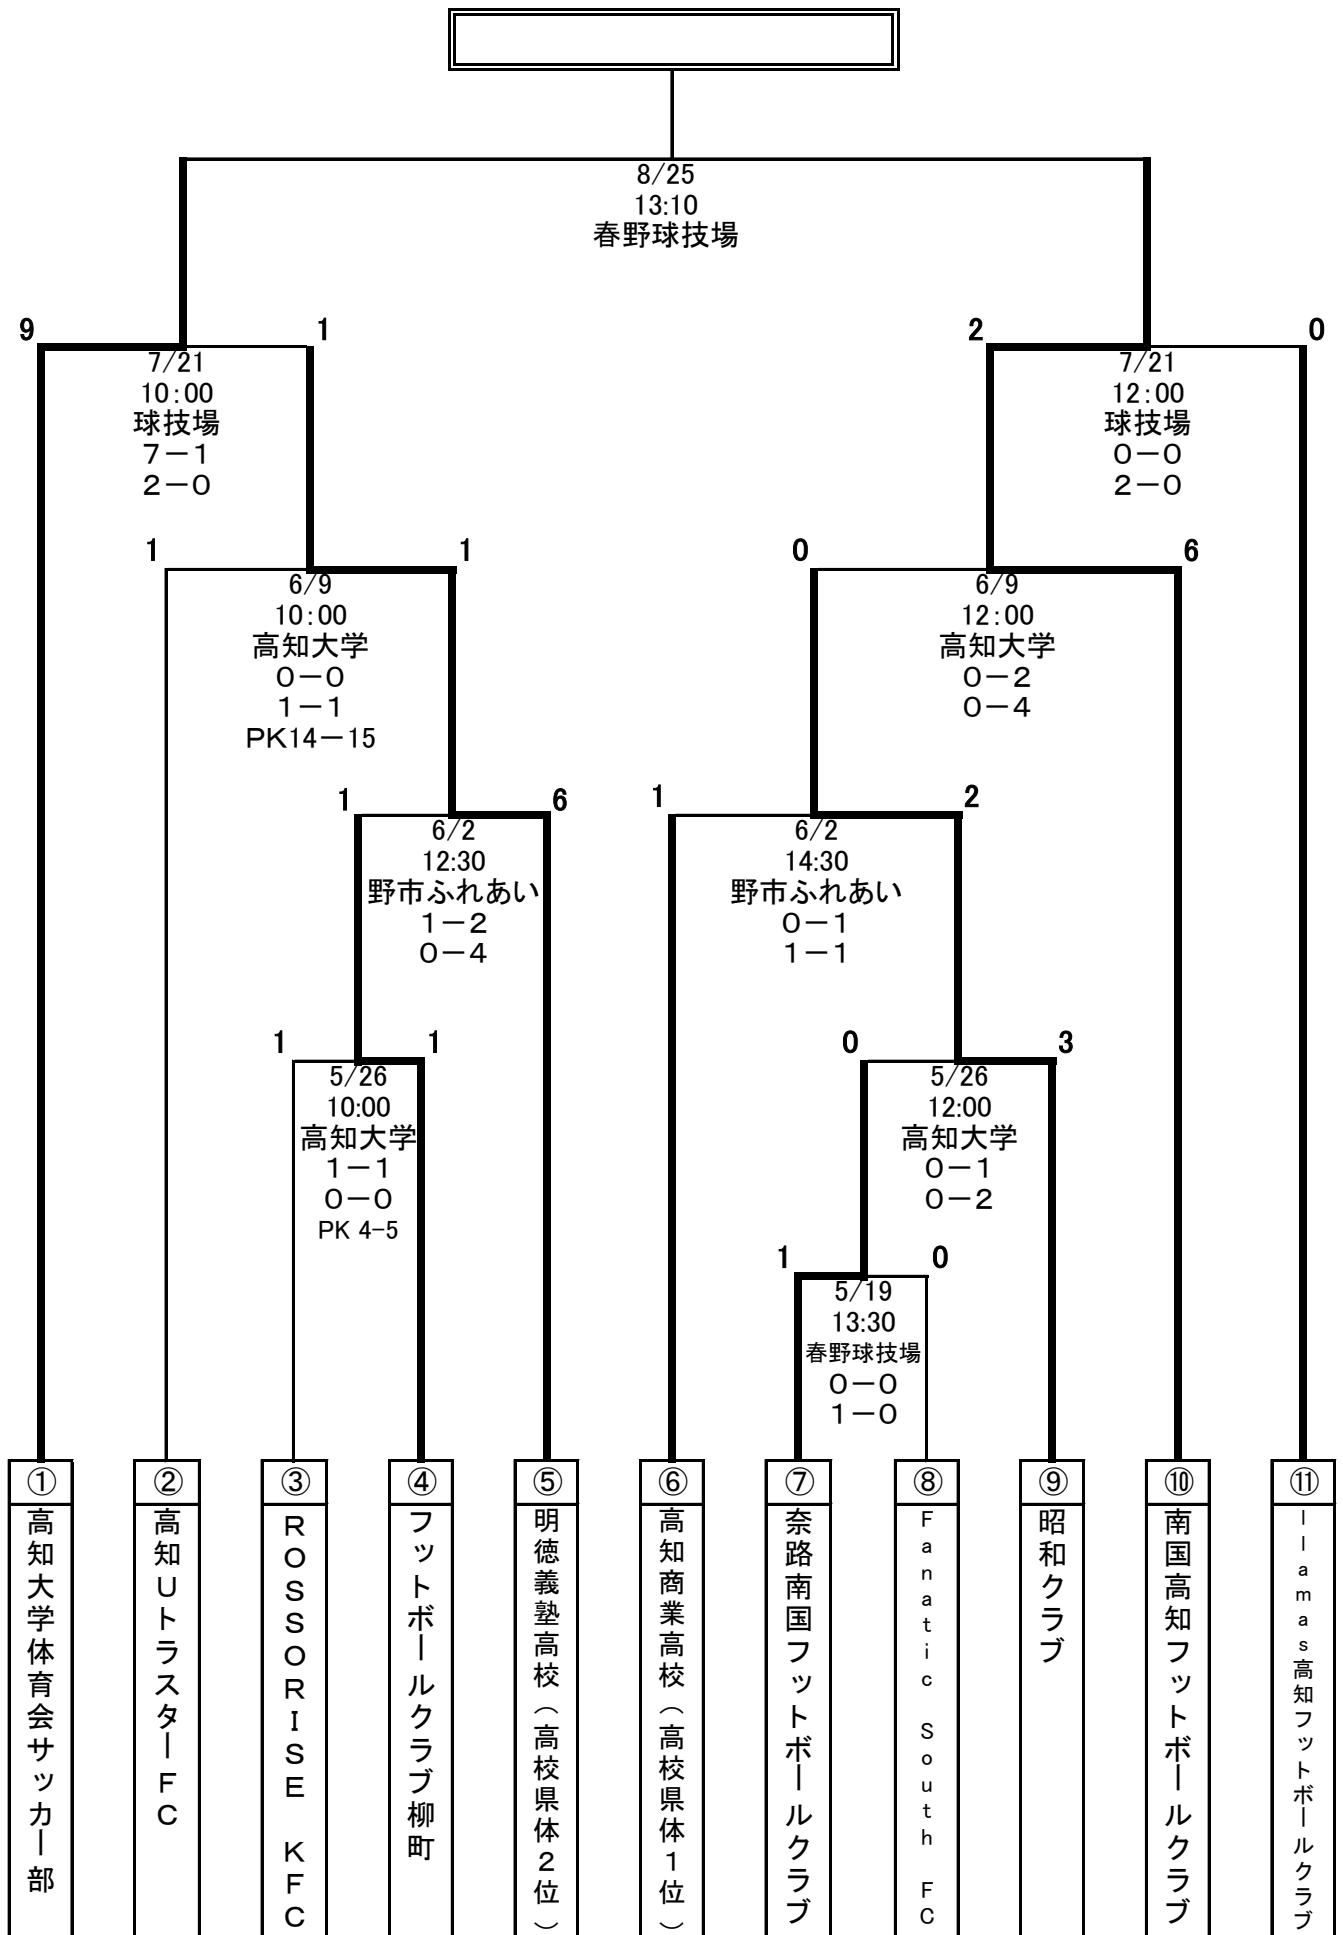 8/25
13:10
春野球技場
9
1
2
0
7/21
10:00
球技場
7－1
2－0
7/21
12:00
球技場
0－0
2－0
1
1
0
6
6/9
10:00
高知大学
0－0
1－1
PK14－15
6/9
12:00
高知大学
0－2
0－4
1
6
1
2
6/2
12:30
野市ふれあい
1－2
0－4
6/2
14:30
野市ふれあい
0－1
1－1
1
1
0
3
5/26
10:00
高知大学
1－1
0－0
PK 4-5
5/26
12:00
高知大学
0－1
0－2
1
0
5/19
13:30
春野球技場
0－0
1－0
①
高知大学体育会サッカー部
②
高知UトラスターFC
③
ROSSORISE KFC
④
フットボールクラブ柳町
⑤
明徳義塾高校（高校県体2位）
⑥
高知商業高校（高校県体1位）
⑦
奈路南国フットボールクラブ
⑧
Fanatic South FC
⑨
昭和クラブ
⑩
南国高知フットボールクラブ
⑪
llamas高知フットボールクラブ